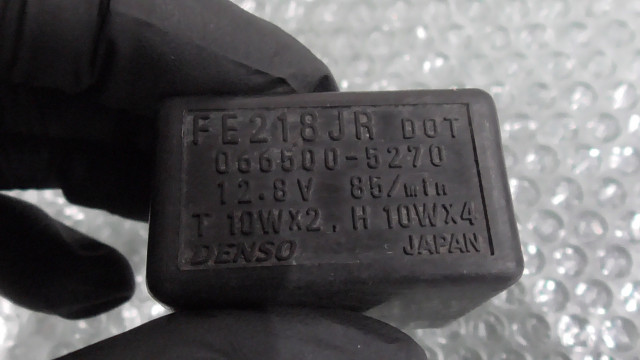 FE218JR DOT
066500-5270
12.8V 85/min
T 10WX2, H 10WX4
DENSO JAPAN